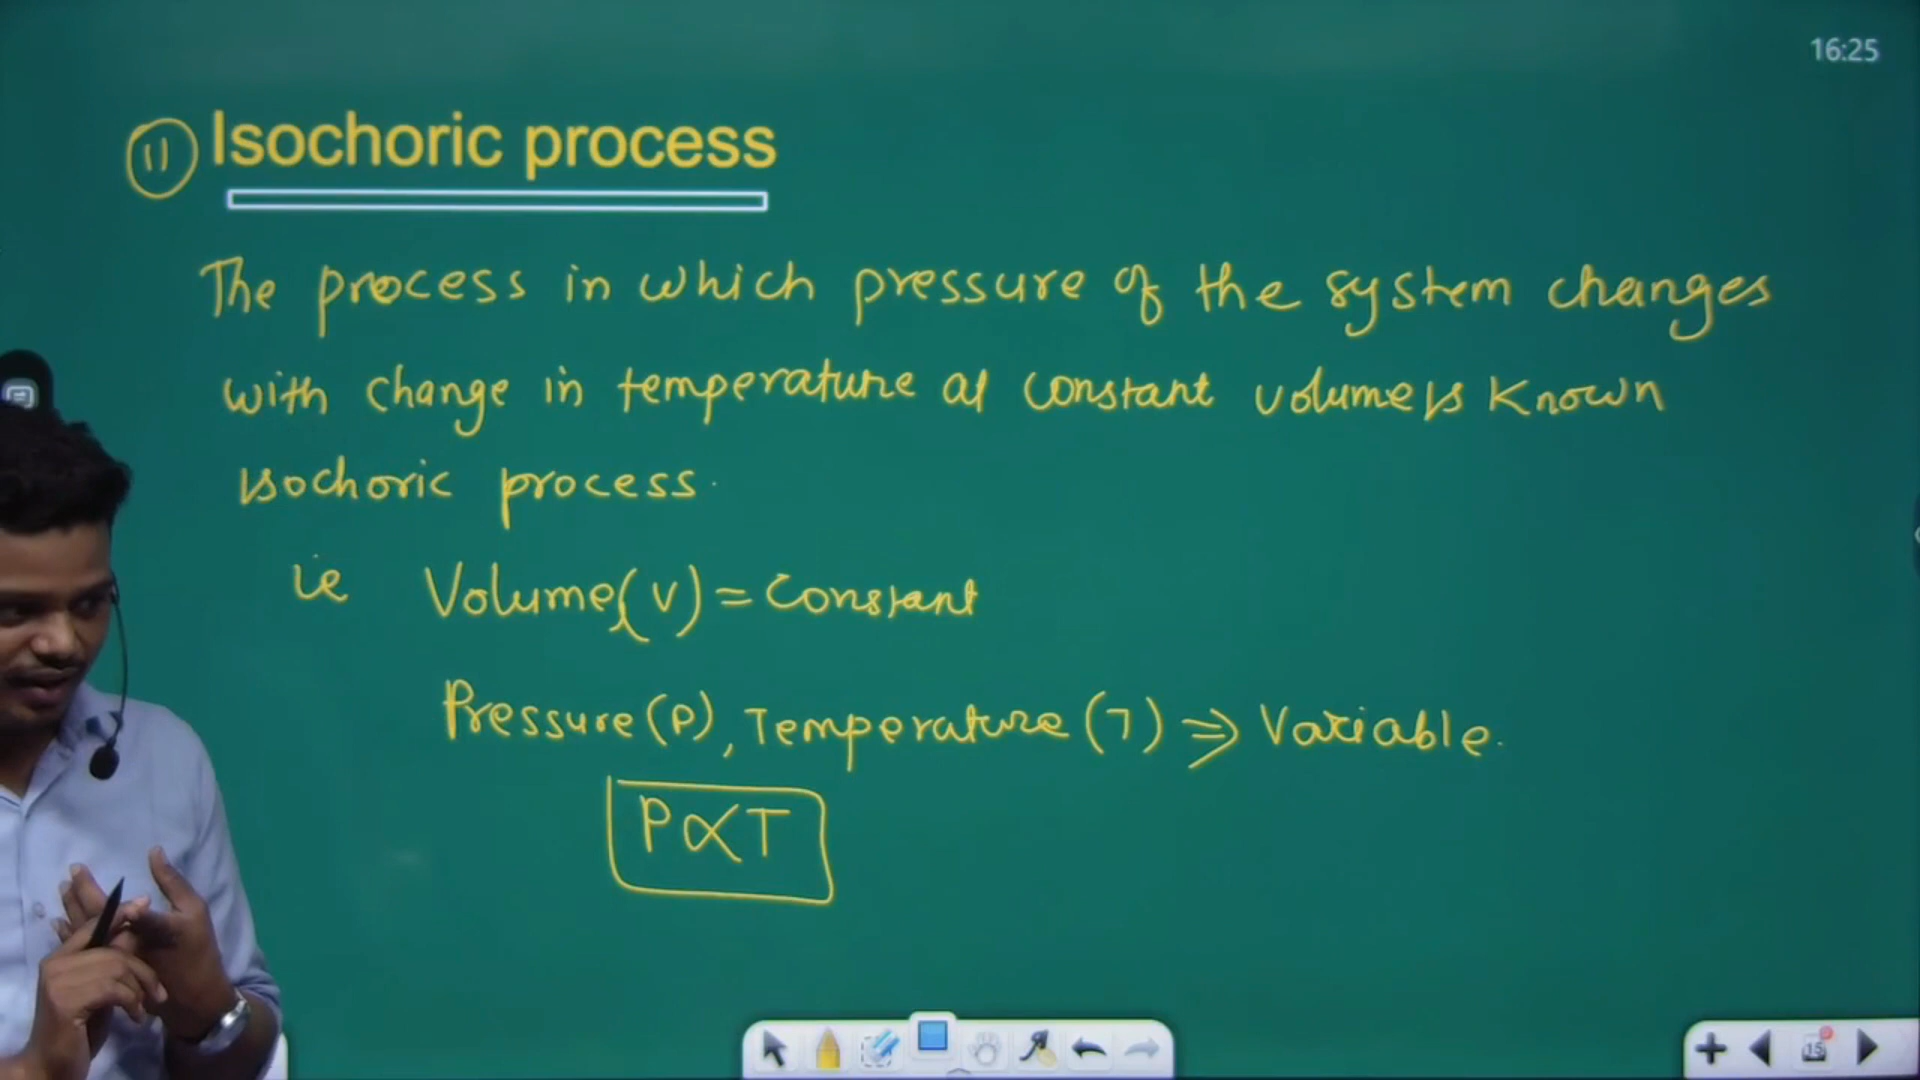 16:25
11 Isochoric process
The process in which pressure of the system changes
with change in temperature at constant volume is known
isochoric process.
ie Volume(V) = Constant
Pressure(P), Temperature(T) ⇒ Variable.
P∝T
15